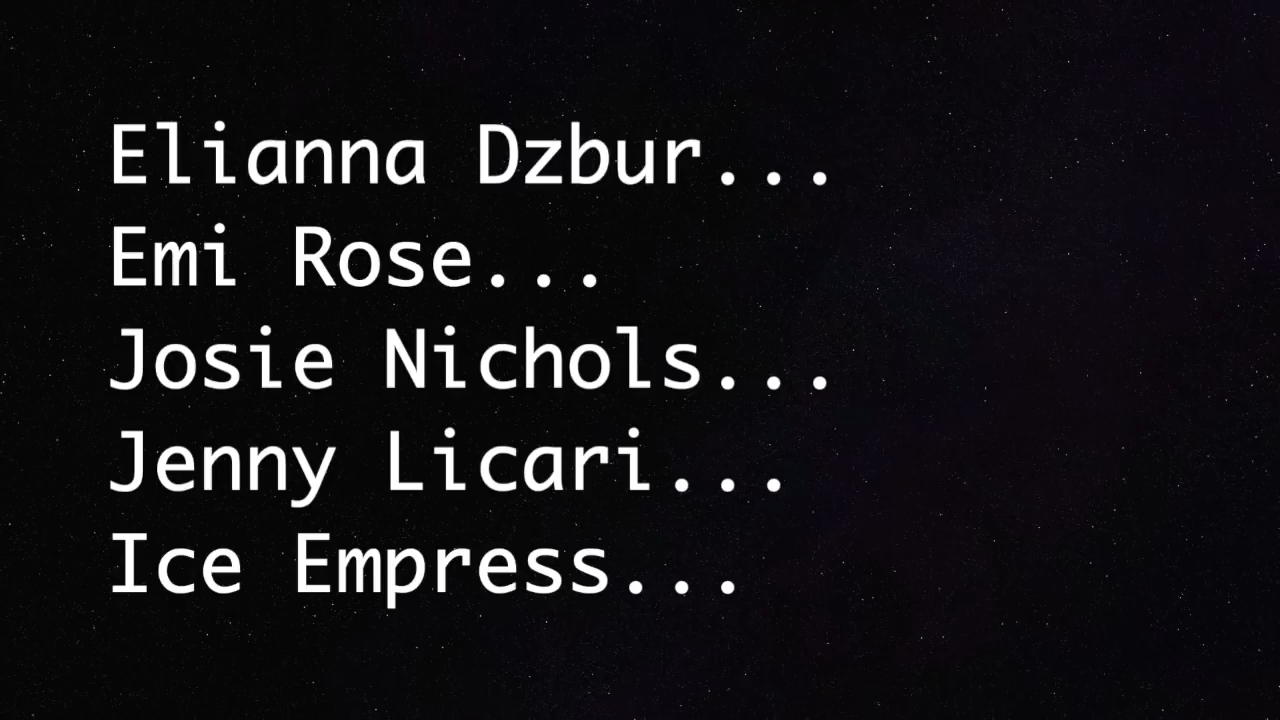 Elianna Dzbur...
Emi Rose...
Josie Nichols...
Jenny Licari...
Ice Empress...